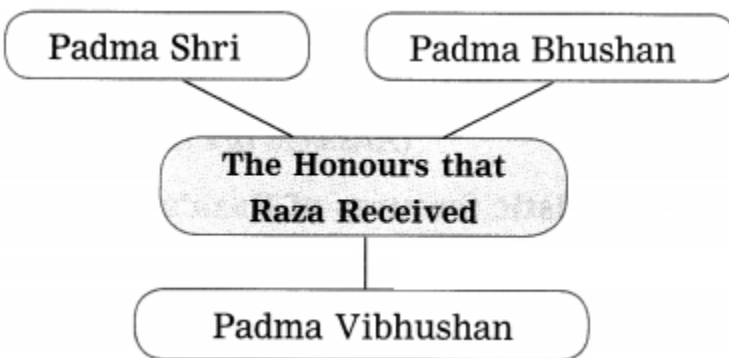 Padma Shri
Padma Bhushan
The Honours that
Raza Received
Padma Vibhushan